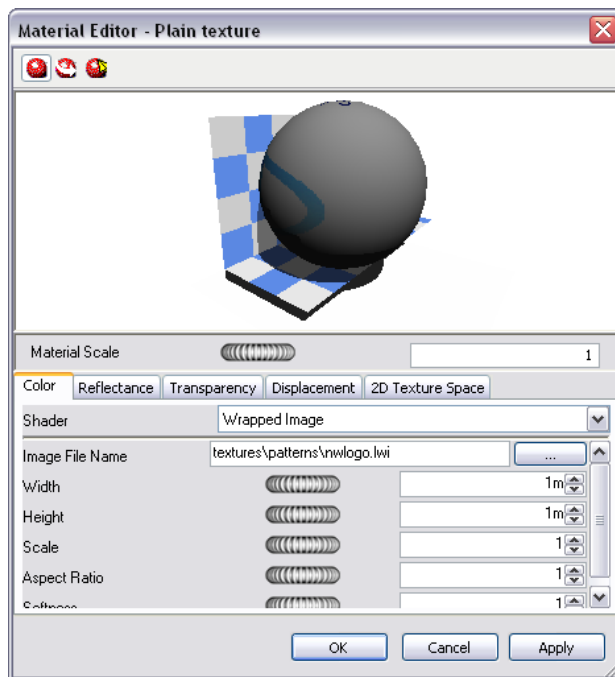 Material Editor - Plain texture
Material Scale 1
Color Reflectance Transparency Displacement 2D Texture Space
Shader Wrapped Image
Image File Name textures\patterns\nwlogo.lwi ...
Width 1m
Height 1m
Scale 1
Aspect Ratio 1
Softness 1
OK Cancel Apply